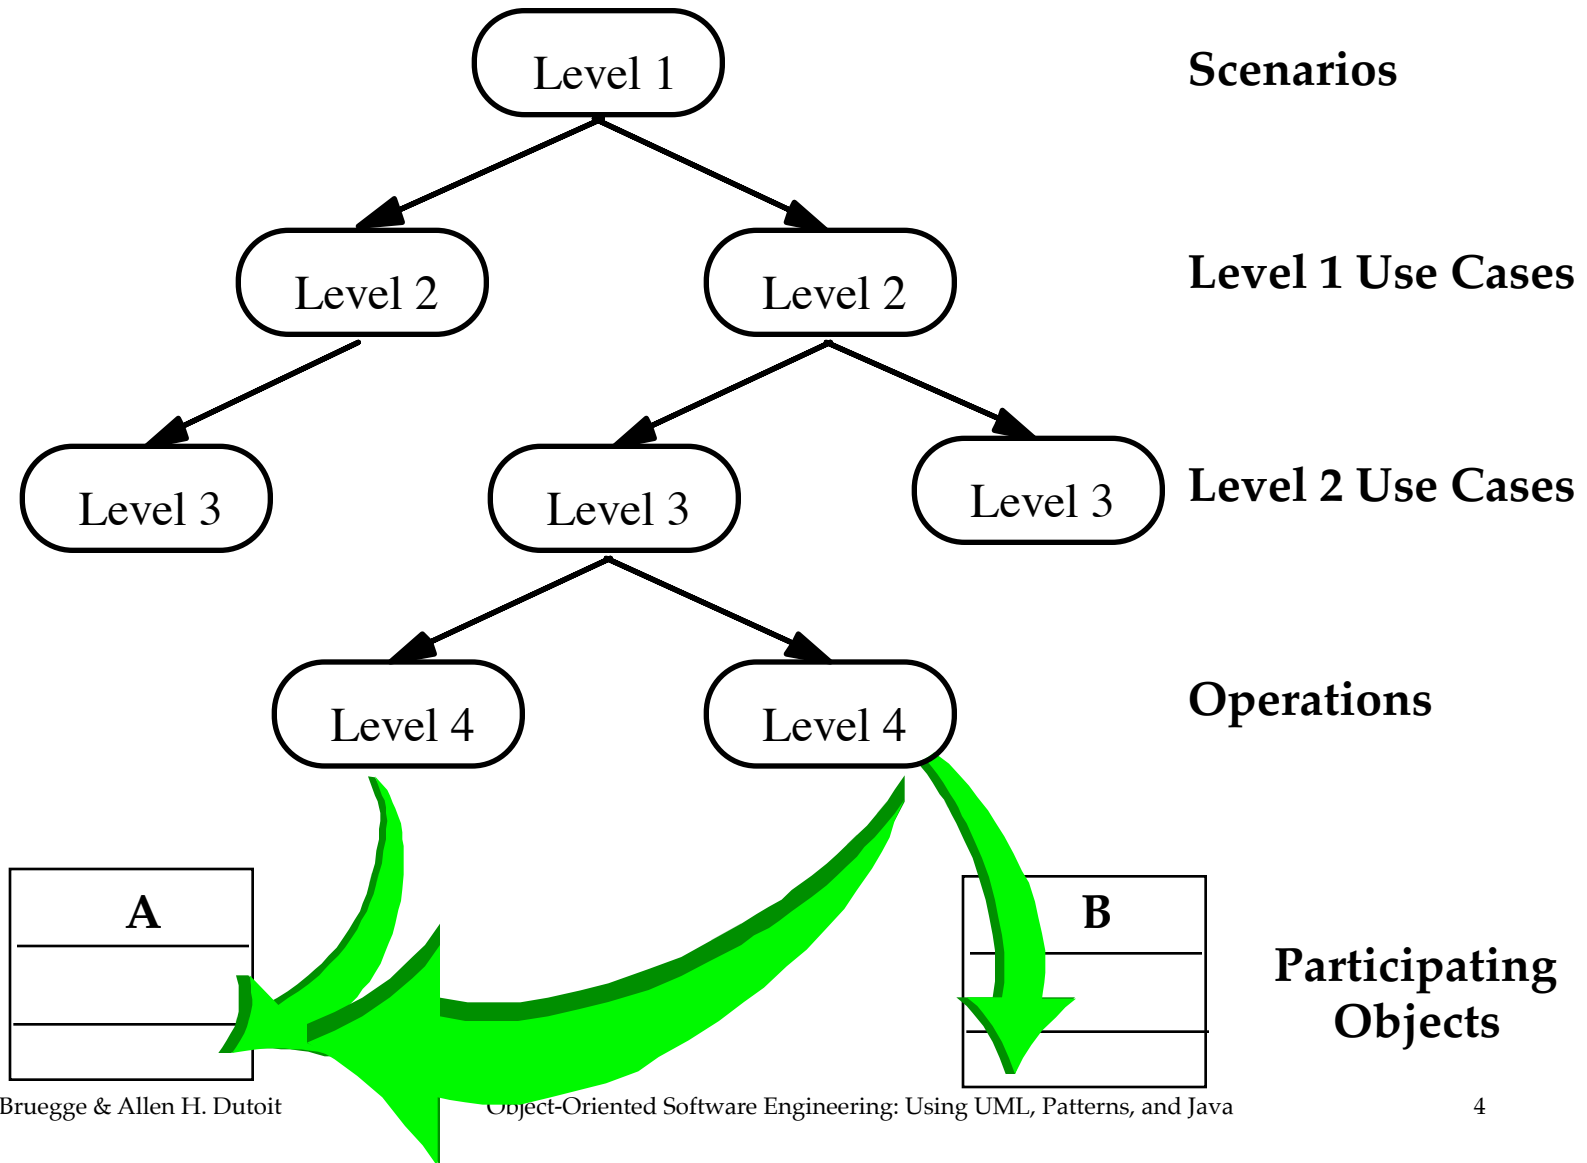 Level 1
Scenarios
Level 2
Level 2
Level 1 Use Cases
Level 3
Level 3
Level 3
Level 2 Use Cases
Level 4
Level 4
Operations
A
B
Participating
Objects
Bruegge & Allen H. Dutoit
Object-Oriented Software Engineering: Using UML, Patterns, and Java
4